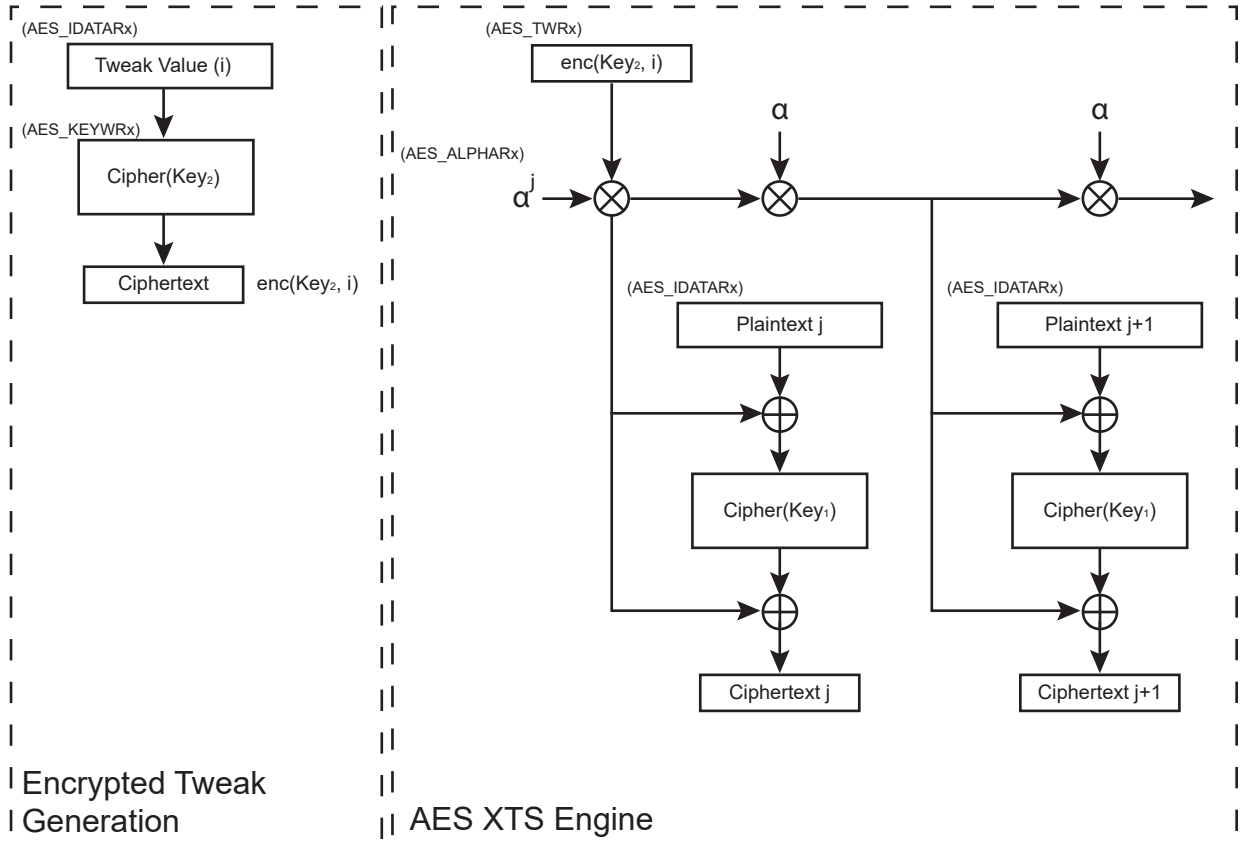 (AES_IDATARx)
Tweak Value (i)
(AES_KEYWRx)
Cipher(Key₂)
Ciphertext
enc(Key₂, i)
Encrypted Tweak
Generation
(AES_TWRx)
enc(Key₂, i)
(AES_ALPHARx)
αʲ
α
α
(AES_IDATARx)
Plaintext j
(AES_IDATARx)
Plaintext j+1
Cipher(Key₁)
Cipher(Key₁)
Ciphertext j
Ciphertext j+1
AES XTS Engine